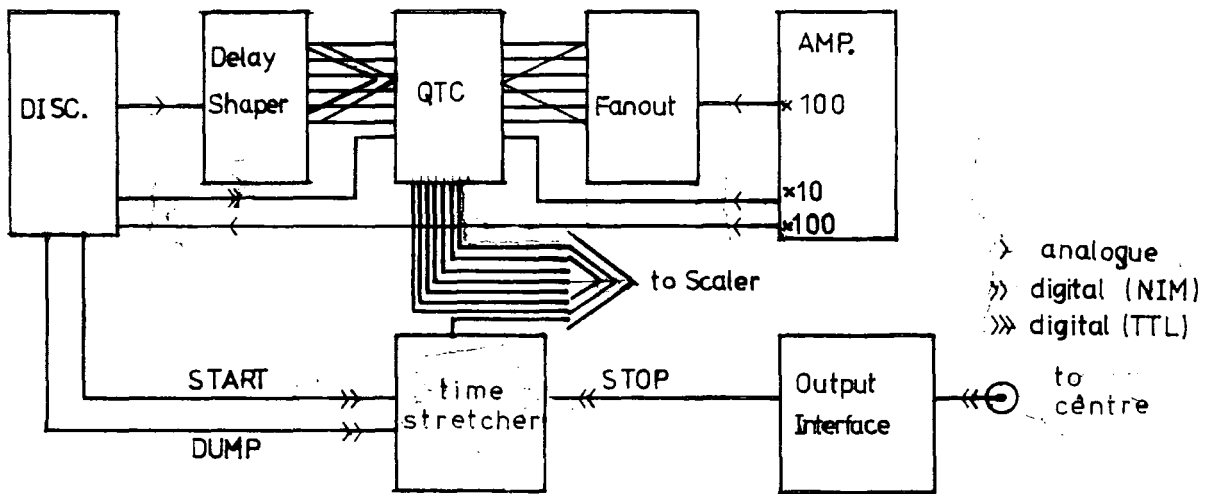 DISC.
Delay
Shaper
QTC
Fanout
AMP.
×100
×10
×100
to Scaler
analogue
digital (NIM)
digital (TTL)
START
DUMP
time
stretcher
STOP
Output
Interface
to
centre